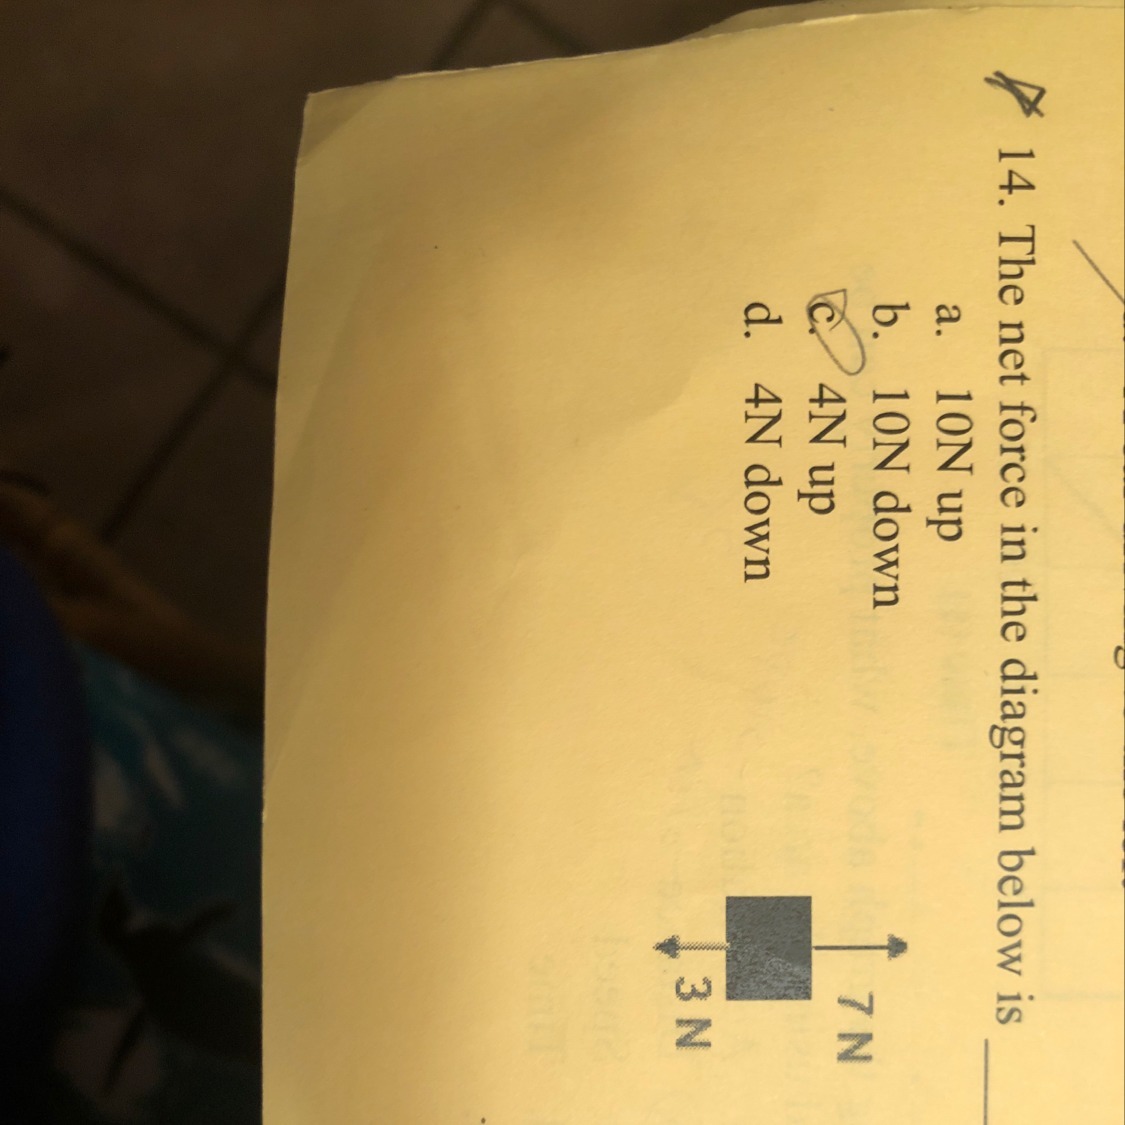 14. The net force in the diagram below is ____
a. 10N up
b. 10N down
c. 4N up
d. 4N down
7 N
3 N